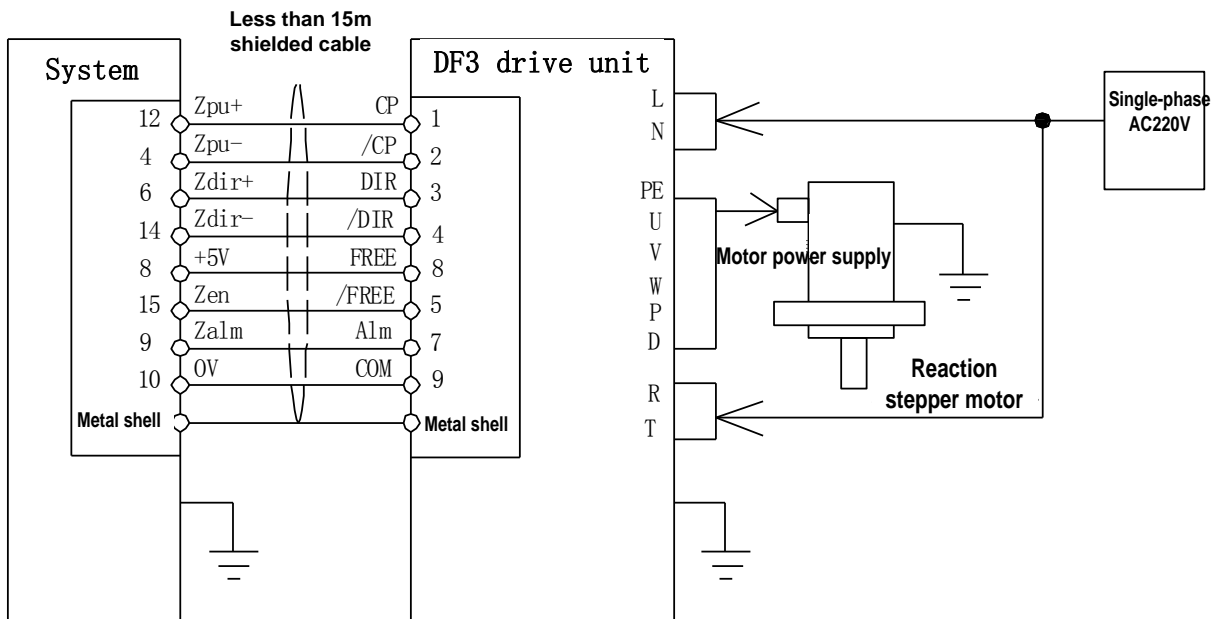 Less than 15m
shielded cable
System
DF3 drive unit
Single-phase
AC220V
12 Zpu+ CP 1
4 Zpu- /CP 2
6 Zdir+ DIR 3
14 Zdir- /DIR 4
8 +5V FREE 8
15 Zen /FREE 5
9 Zalm Alm 7
10 0V COM 9
Metal shell
Metal shell
L
N
PE
U
V
W
P
D
R
T
Motor power supply
Reaction
stepper motor